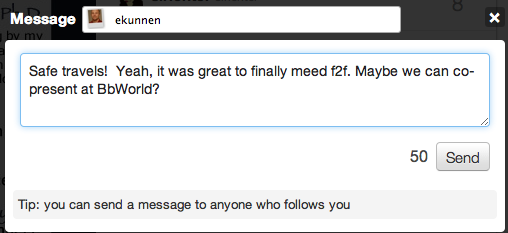 Message ekunnen
Safe travels!  Yeah, it was great to finally meed f2f. Maybe we can co-
present at BbWorld?
50 Send
Tip: you can send a message to anyone who follows you